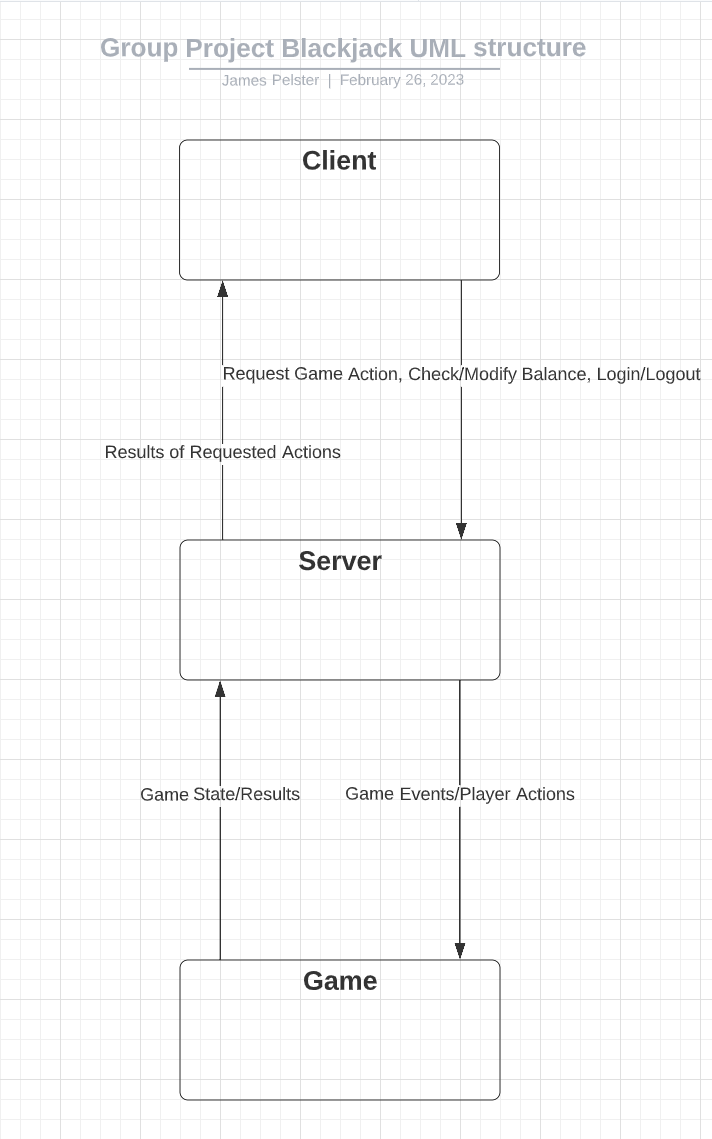 Group Project Blackjack UML structure
James Pelster | February 26, 2023
Client
Request Game Action, Check/Modify Balance, Login/Logout
Results of Requested Actions
Server
Game State/Results
Game Events/Player Actions
Game